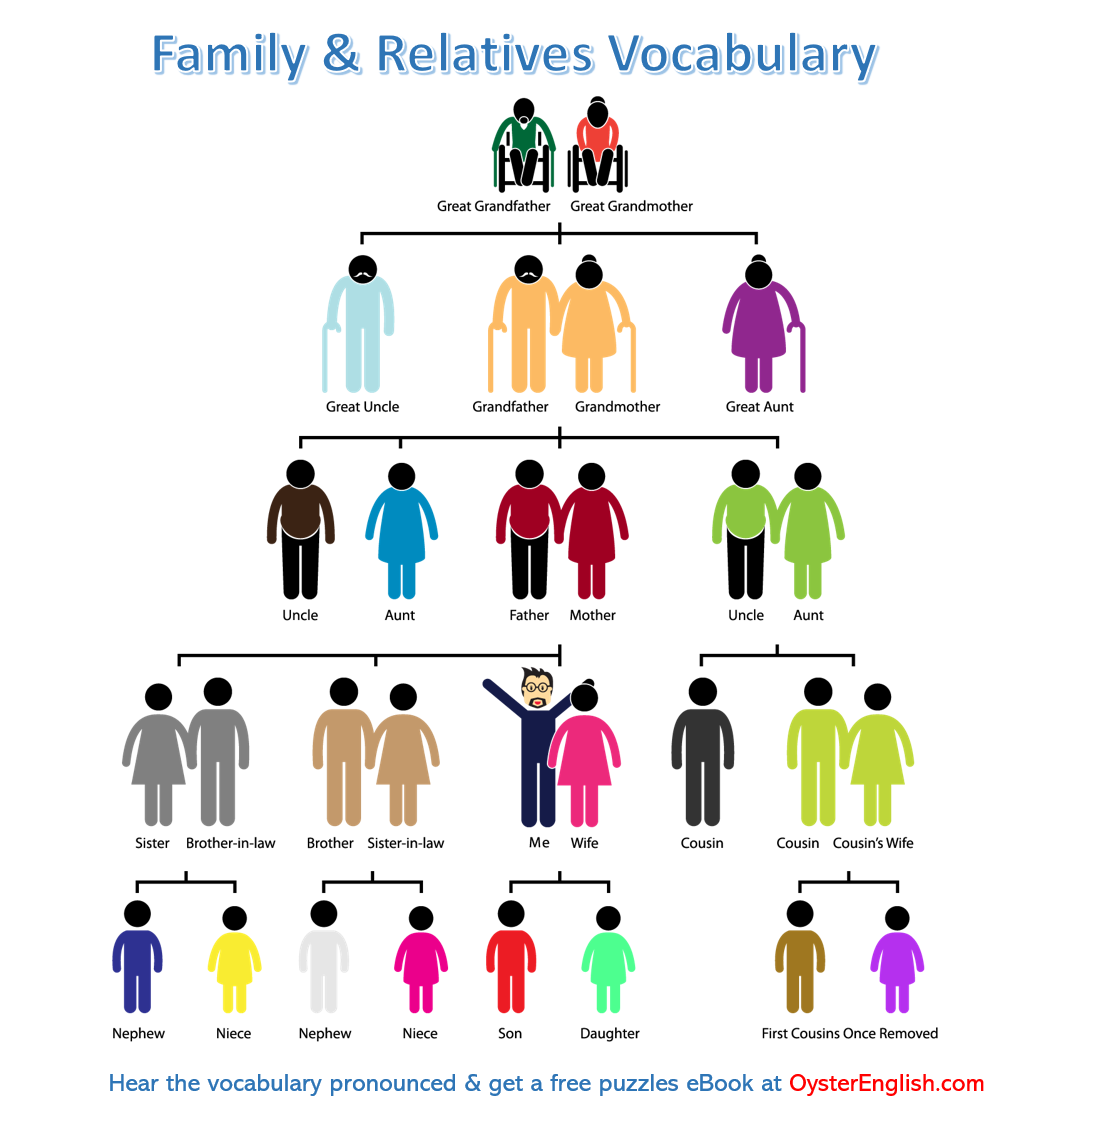 Family & Relatives Vocabulary
Great Grandfather Great Grandmother
Great Uncle Grandfather Grandmother Great Aunt
Uncle Aunt Father Mother Uncle Aunt
Sister Brother-in-law Brother Sister-in-law Me Wife Cousin Cousin Cousin's Wife
Nephew Niece Nephew Niece Son Daughter First Cousins Once Removed
Hear the vocabulary pronounced & get a free puzzles eBook at OysterEnglish.com